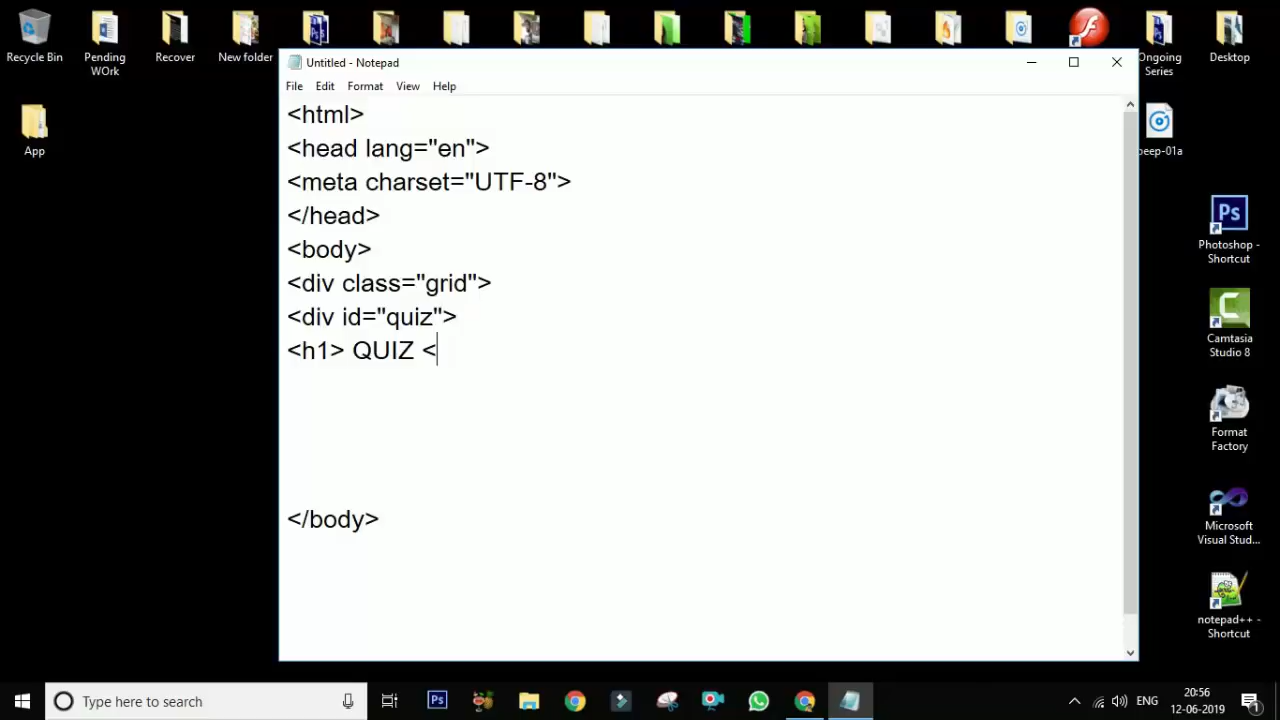 Recycle Bin
Pending WOrk
Recover
New folder
Ongoing Series
Desktop
App
Untitled - Notepad
File Edit Format View Help
<html>
<head lang="en">
<meta charset="UTF-8">
</head>
<body>
<div class="grid">
<div id="quiz">
<h1> QUIZ <
</body>
beep-01a
Ps
Photoshop - Shortcut
Camtasia Studio 8
Format Factory
Microsoft Visual Stud...
notepad++ - Shortcut
Type here to search
Ps
ENG
20:56
12-06-2019
1